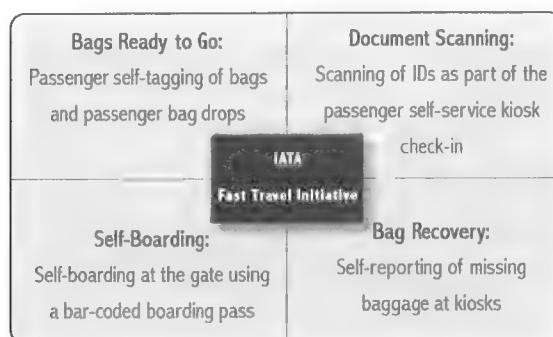 Bags Ready to Go:
Passenger self-tagging of bags
and passenger bag drops
Document Scanning:
Scanning of IDs as part of the
passenger self-service kiosk
check-in
IATA
Fast Travel Initiative
Self-Boarding:
Self-boarding at the gate using
a bar-coded boarding pass
Bag Recovery:
Self-reporting of missing
baggage at kiosks